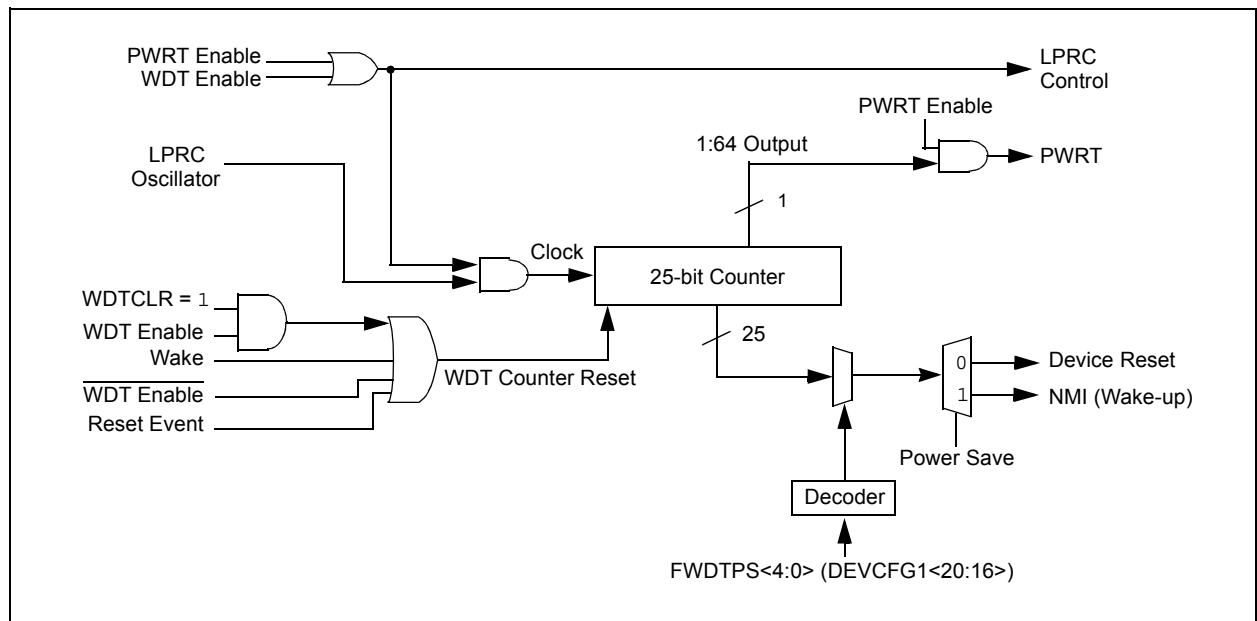 PWRT Enable
WDT Enable
LPRC
Control
PWRT Enable
1:64 Output
PWRT
LPRC
Oscillator
1
Clock
25-bit Counter
WDTCLR = 1
WDT Enable
Wake
WDT Enable
Reset Event
WDT Counter Reset
25
0
1
Device Reset
NMI (Wake-up)
Power Save
Decoder
FWDTPS<4:0> (DEVCFG1<20:16>)